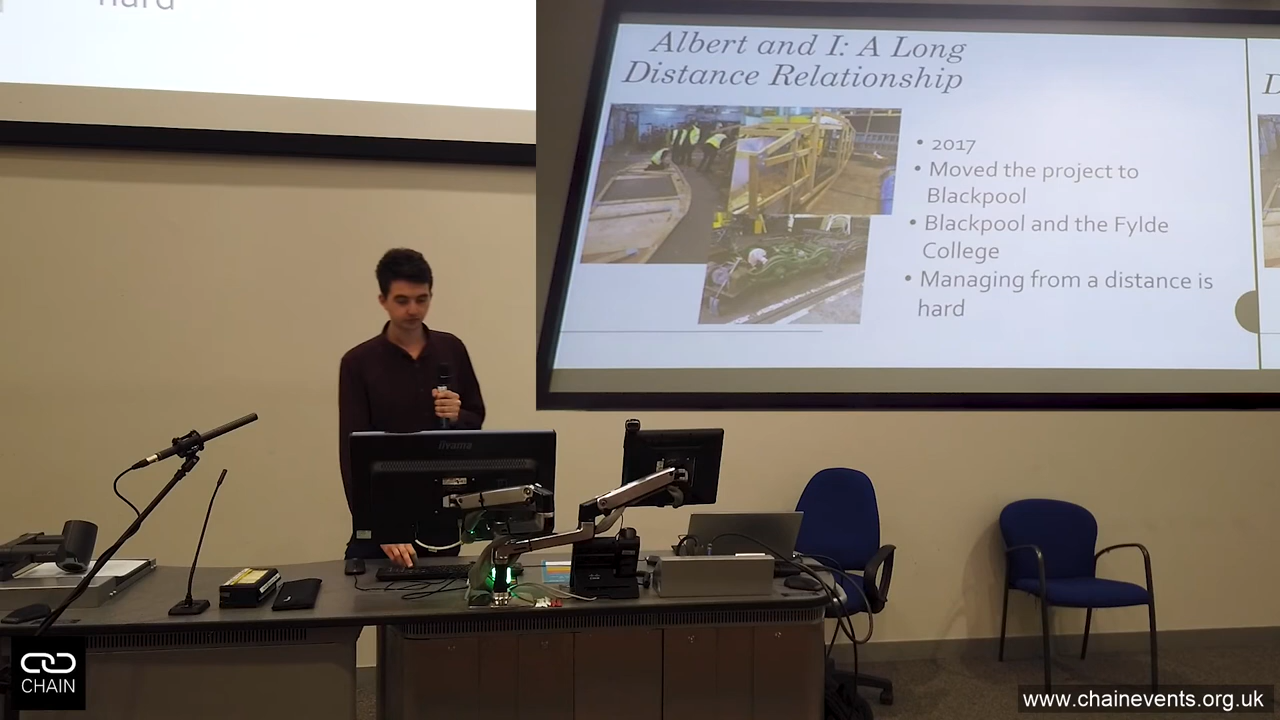 hard
Albert and I: A Long
Distance Relationship
• 2017
• Moved the project to
Blackpool
• Blackpool and the Fylde
College
• Managing from a distance is
hard
D
iiyama
CHAIN
www.chainevents.org.uk